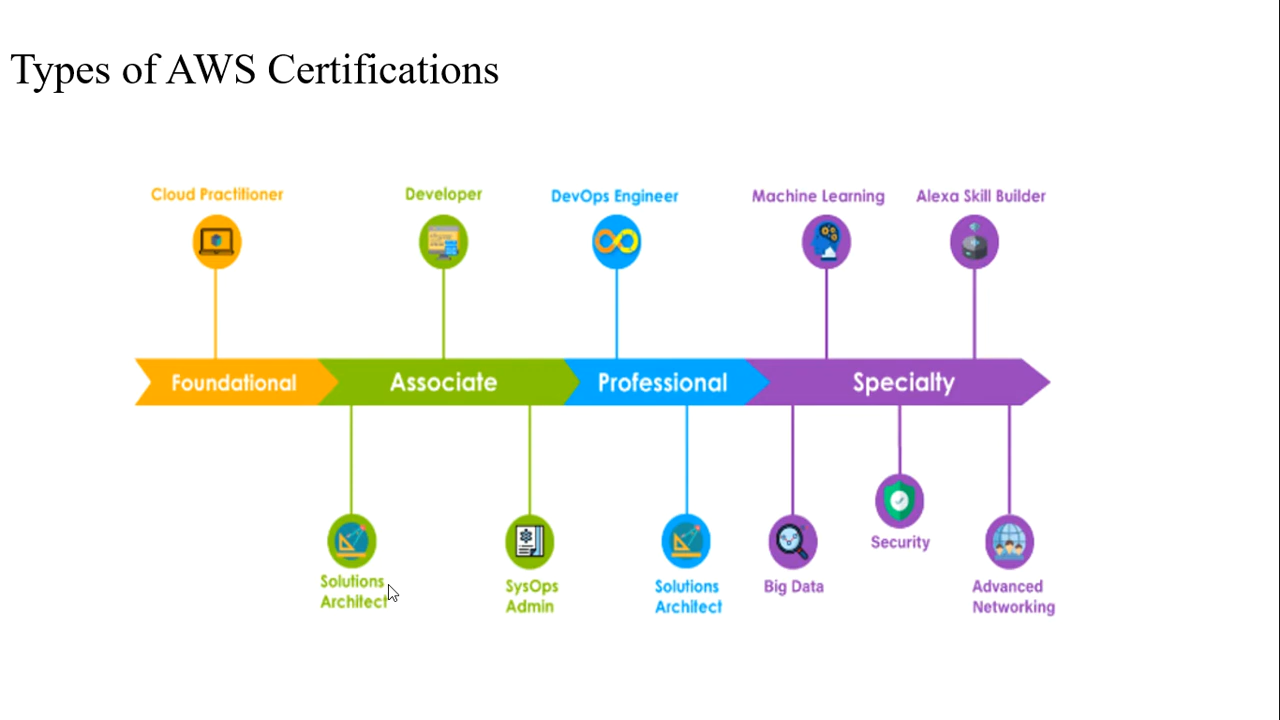 Types of AWS Certifications
Cloud Practitioner
Developer
DevOps Engineer
Machine Learning
Alexa Skill Builder
Foundational
Associate
Professional
Specialty
Solutions
Architect
SysOps
Admin
Solutions
Architect
Big Data
Security
Advanced
Networking